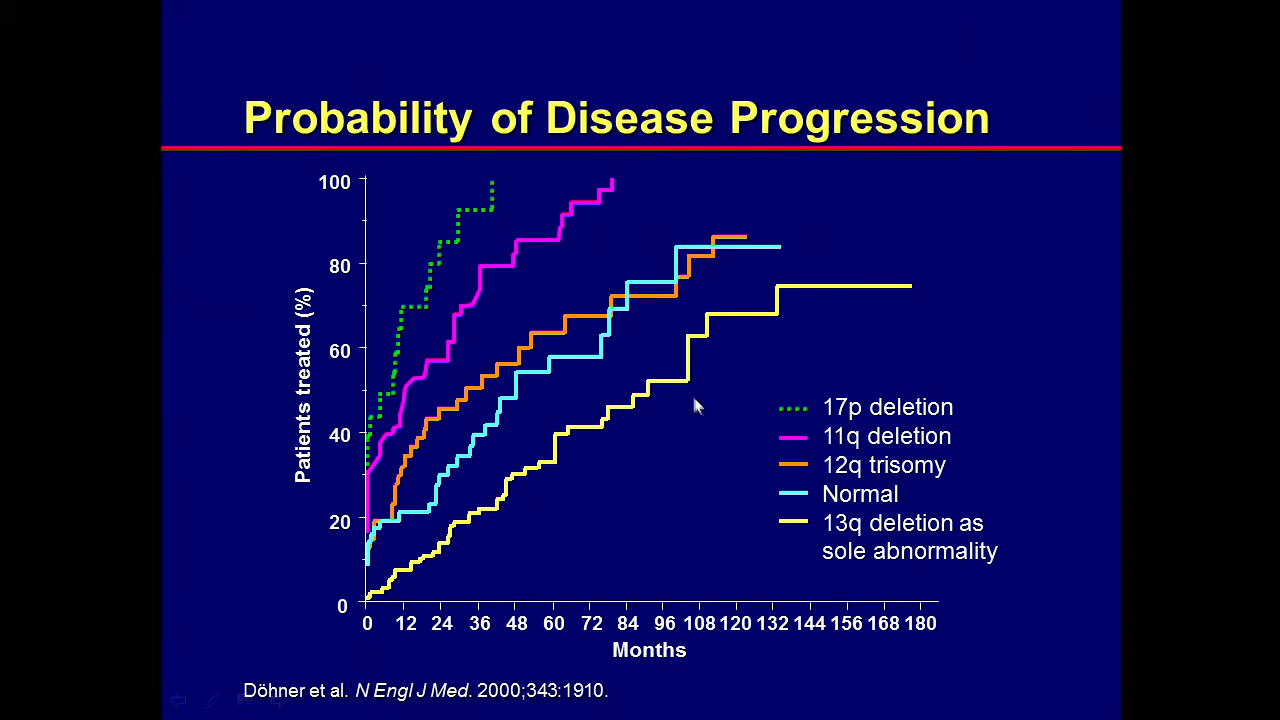 Probability of Disease Progression
100
80
60
40
20
0
Patients treated (%)
0 12 24 36 48 60 72 84 96 108 120 132 144 156 168 180
Months
17p deletion
11q deletion
12q trisomy
Normal
13q deletion as
sole abnormality
Döhner et al. N Engl J Med. 2000;343:1910.